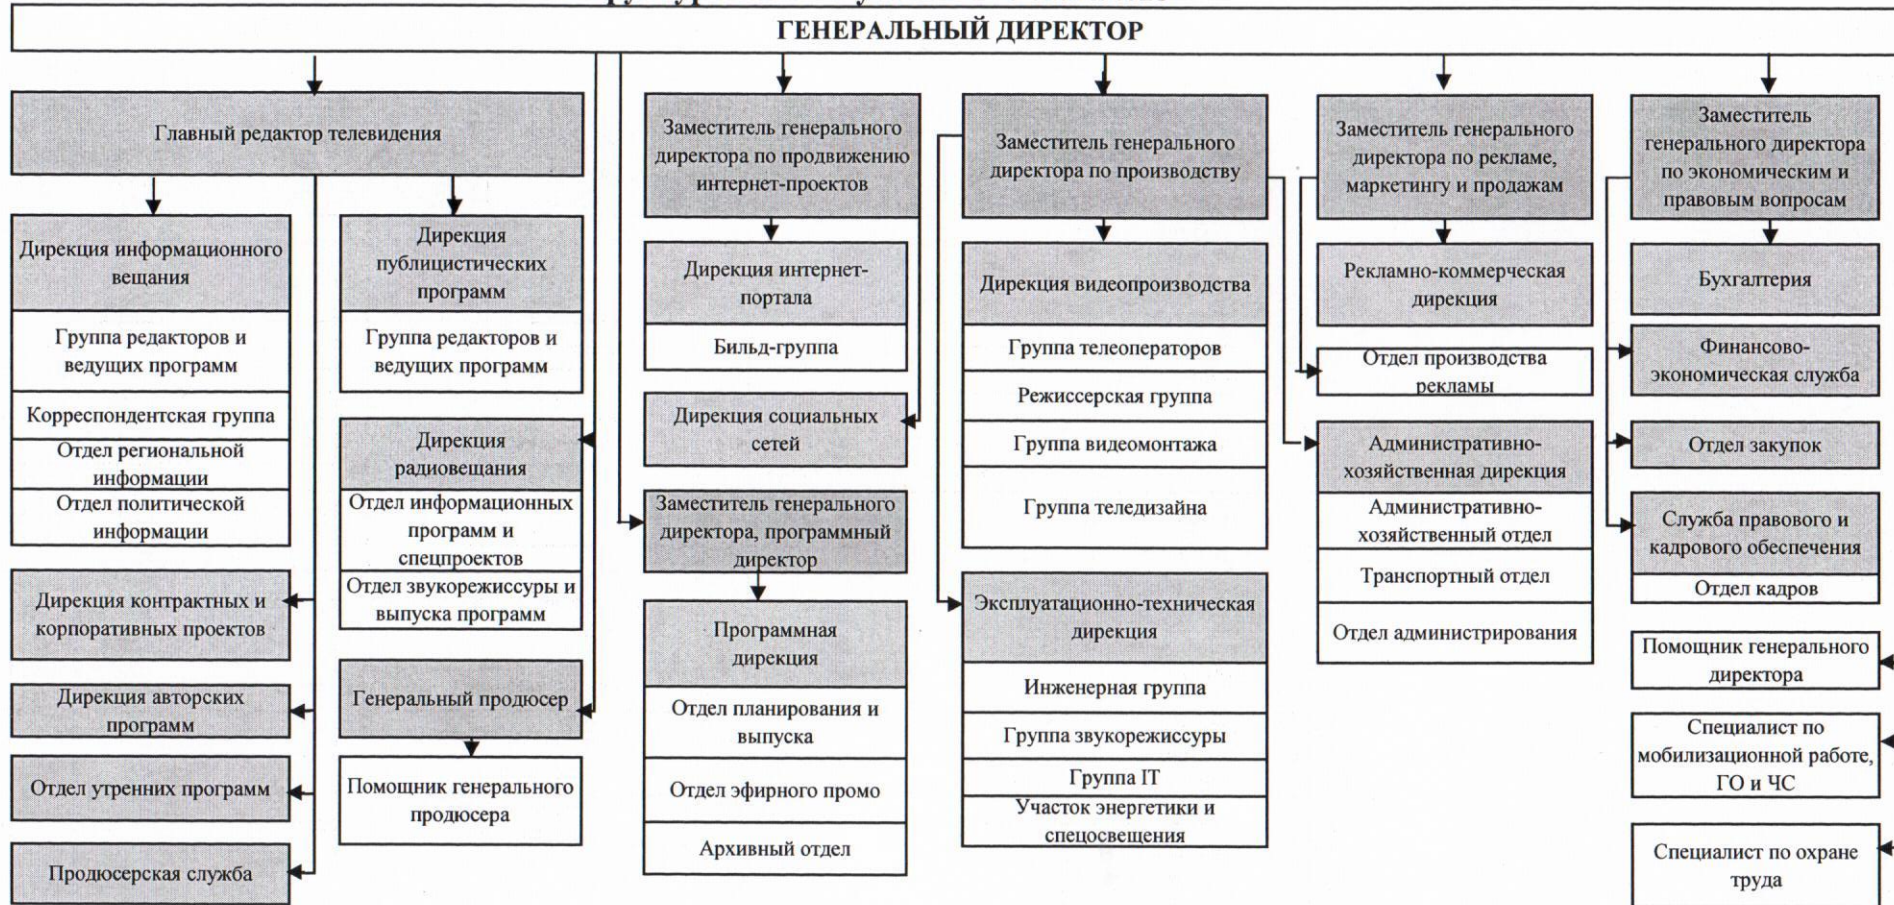 ГЕНЕРАЛЬНЫЙ ДИРЕКТОР
Главный редактор телевидения
Дирекция информационного
вещания
Группа редакторов и
ведущих программ
Корреспондентская группа
Отдел региональной
информации
Отдел политической
информации
Дирекция контрактных и
корпоративных проектов
Дирекция авторских
программ
Отдел утренних программ
Продюсерская служба
Дирекция
публицистических
программ
Группа редакторов и
ведущих программ
Дирекция
радиовещания
Отдел информационных
программ и
спецпроектов
Отдел звукорежиссуры и
выпуска программ
Генеральный продюсер
Помощник генерального
продюсера
Заместитель генерального
директора по продвижению
интернет-проектов
Дирекция интернет-
портала
Бильд-группа
Дирекция социальных
сетей
Заместитель генерального
директора, программный
директор
Программная
дирекция
Отдел планирования и
выпуска
Отдел эфирного промо
Архивный отдел
Заместитель генерального
директора по производству
Дирекция видеопроизводства
Группа телеоператоров
Режиссерская группа
Группа видеомонтажа
Группа теледизайна
Эксплуатационно-техническая
дирекция
Инженерная группа
Группа звукорежиссуры
Группа IT
Участок энергетики и
спецосвещения
Заместитель генерального
директора по рекламе,
маркетингу и продажам
Рекламно-коммерческая
дирекция
Отдел производства
рекламы
Административно-
хозяйственная дирекция
Административно-
хозяйственный отдел
Транспортный отдел
Отдел администрирования
Заместитель
генерального директора
по экономическим и
правовым вопросам
Бухгалтерия
Финансово-
экономическая служба
Отдел закупок
Служба правового и
кадрового обеспечения
Отдел кадров
Помощник генерального
директора
Специалист по
мобилизационной работе,
ГО и ЧС
Специалист по охране
труда